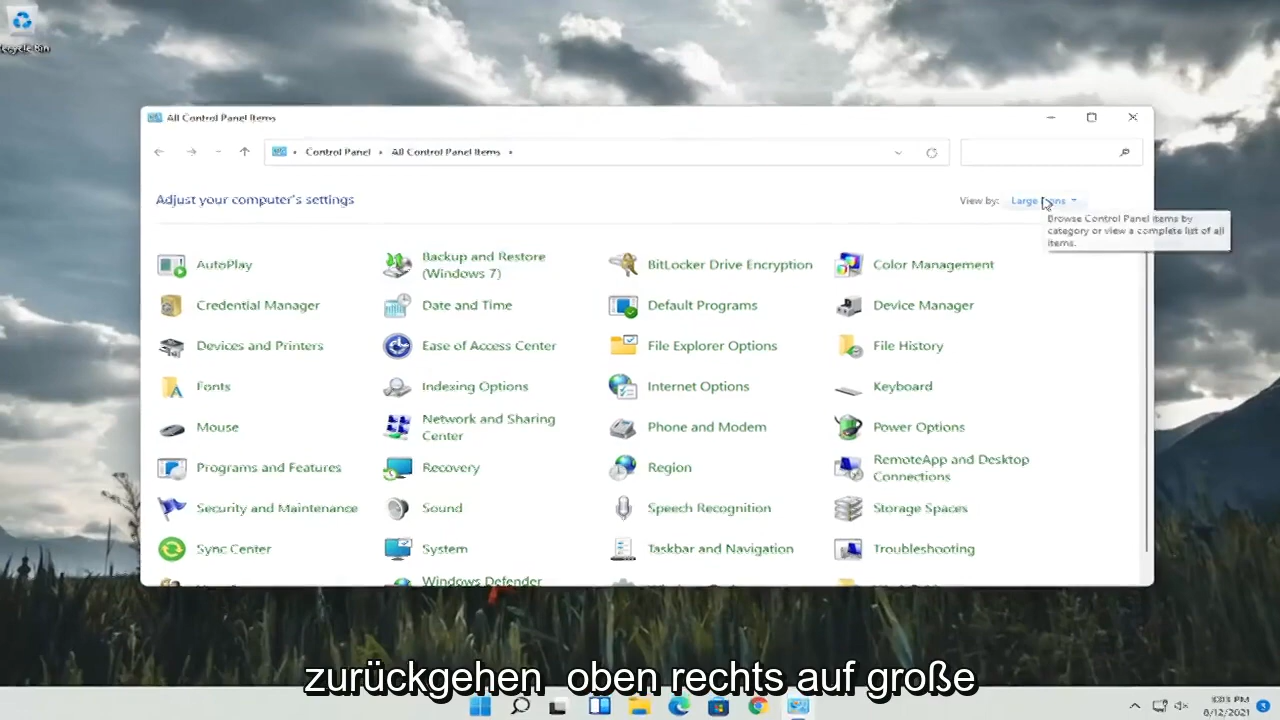 Recycle Bin
All Control Panel Items
Control Panel
All Control Panel Items
Adjust your computer's settings
View by:
Large icons
Browse Control Panel items by
category or view a complete list of all
items.
AutoPlay
Backup and Restore
(Windows 7)
BitLocker Drive Encryption
Color Management
Credential Manager
Date and Time
Default Programs
Device Manager
Devices and Printers
Ease of Access Center
File Explorer Options
File History
Fonts
Indexing Options
Internet Options
Keyboard
Mouse
Network and Sharing
Center
Phone and Modem
Power Options
Programs and Features
Recovery
Region
RemoteApp and Desktop
Connections
Security and Maintenance
Sound
Speech Recognition
Storage Spaces
Sync Center
System
Taskbar and Navigation
Troubleshooting
Windows Defender
zurückgehen oben rechts auf große
8/12/2021
3